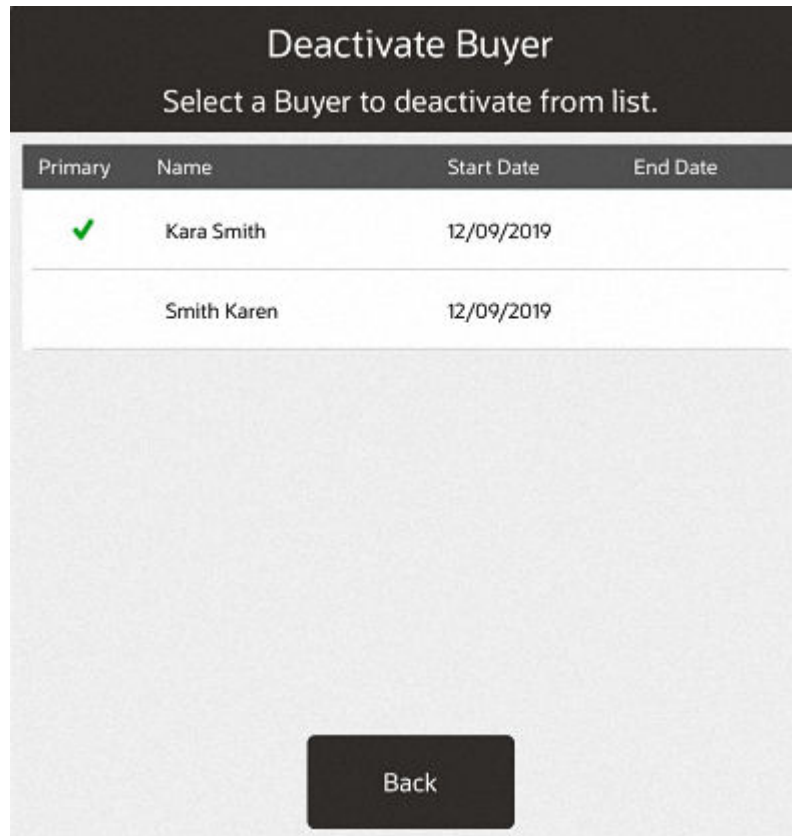 Deactivate Buyer
Select a Buyer to deactivate from list.
Primary Name Start Date End Date
Kara Smith 12/09/2019
Smith Karen 12/09/2019
Back